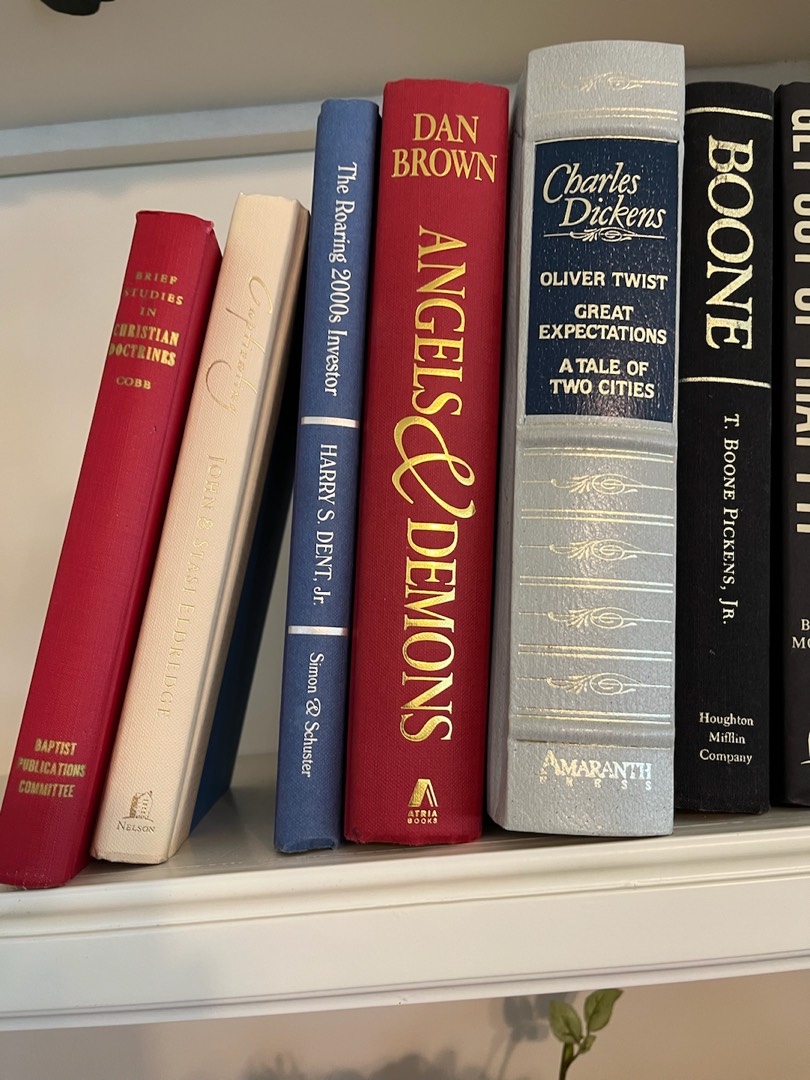 BRIEF
STUDIES
IN
CHRISTIAN
DOCTRINES
COBB
BAPTIST
PUBLICATIONS
COMMITTEE
Captivating
JOHN & STASI ELDREDGE
NELSON
The Roaring 2000s Investor
HARRY S. DENT, Jr.
Simon & Schuster
DAN
BROWN
ANGELS & DEMONS
ATRIA
BOOKS
Charles
Dickens
OLIVER TWIST
GREAT
EXPECTATIONS
A TALE OF
TWO CITIES
AMARANTH
PRESS
BOONE
T. BOONE PICKENS, JR.
Houghton
Mifflin
Company